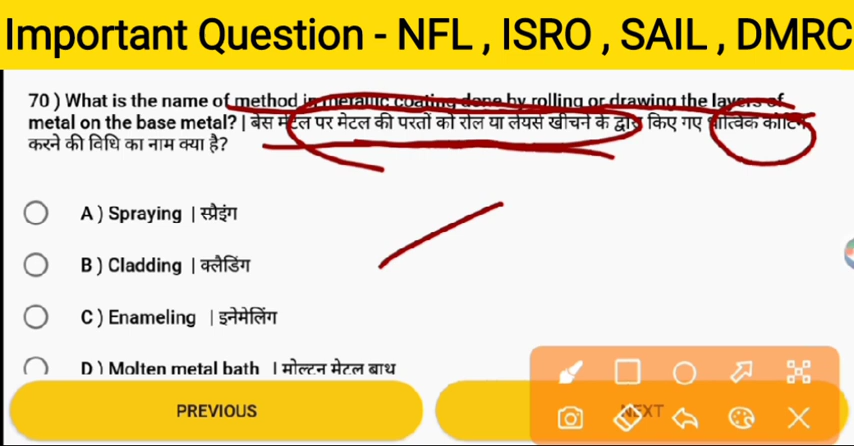 Important Question - NFL , ISRO , SAIL , DMRC
70 ) What is the name of method in metallic coating done by rolling or drawing the layers of
metal on the base metal? | बेस मेटल पर मेटल की परतों को रोल या लेयर्स खींचने के द्वारा किए गए धात्विक कोटिंग
करने की विधि का नाम क्या है?
A ) Spraying | स्प्रैइंग
B ) Cladding | क्लैडिंग
C ) Enameling | इनेमेलिंग
D ) Molten metal bath | मोल्टन मेटल बाथ
PREVIOUS
NEXT